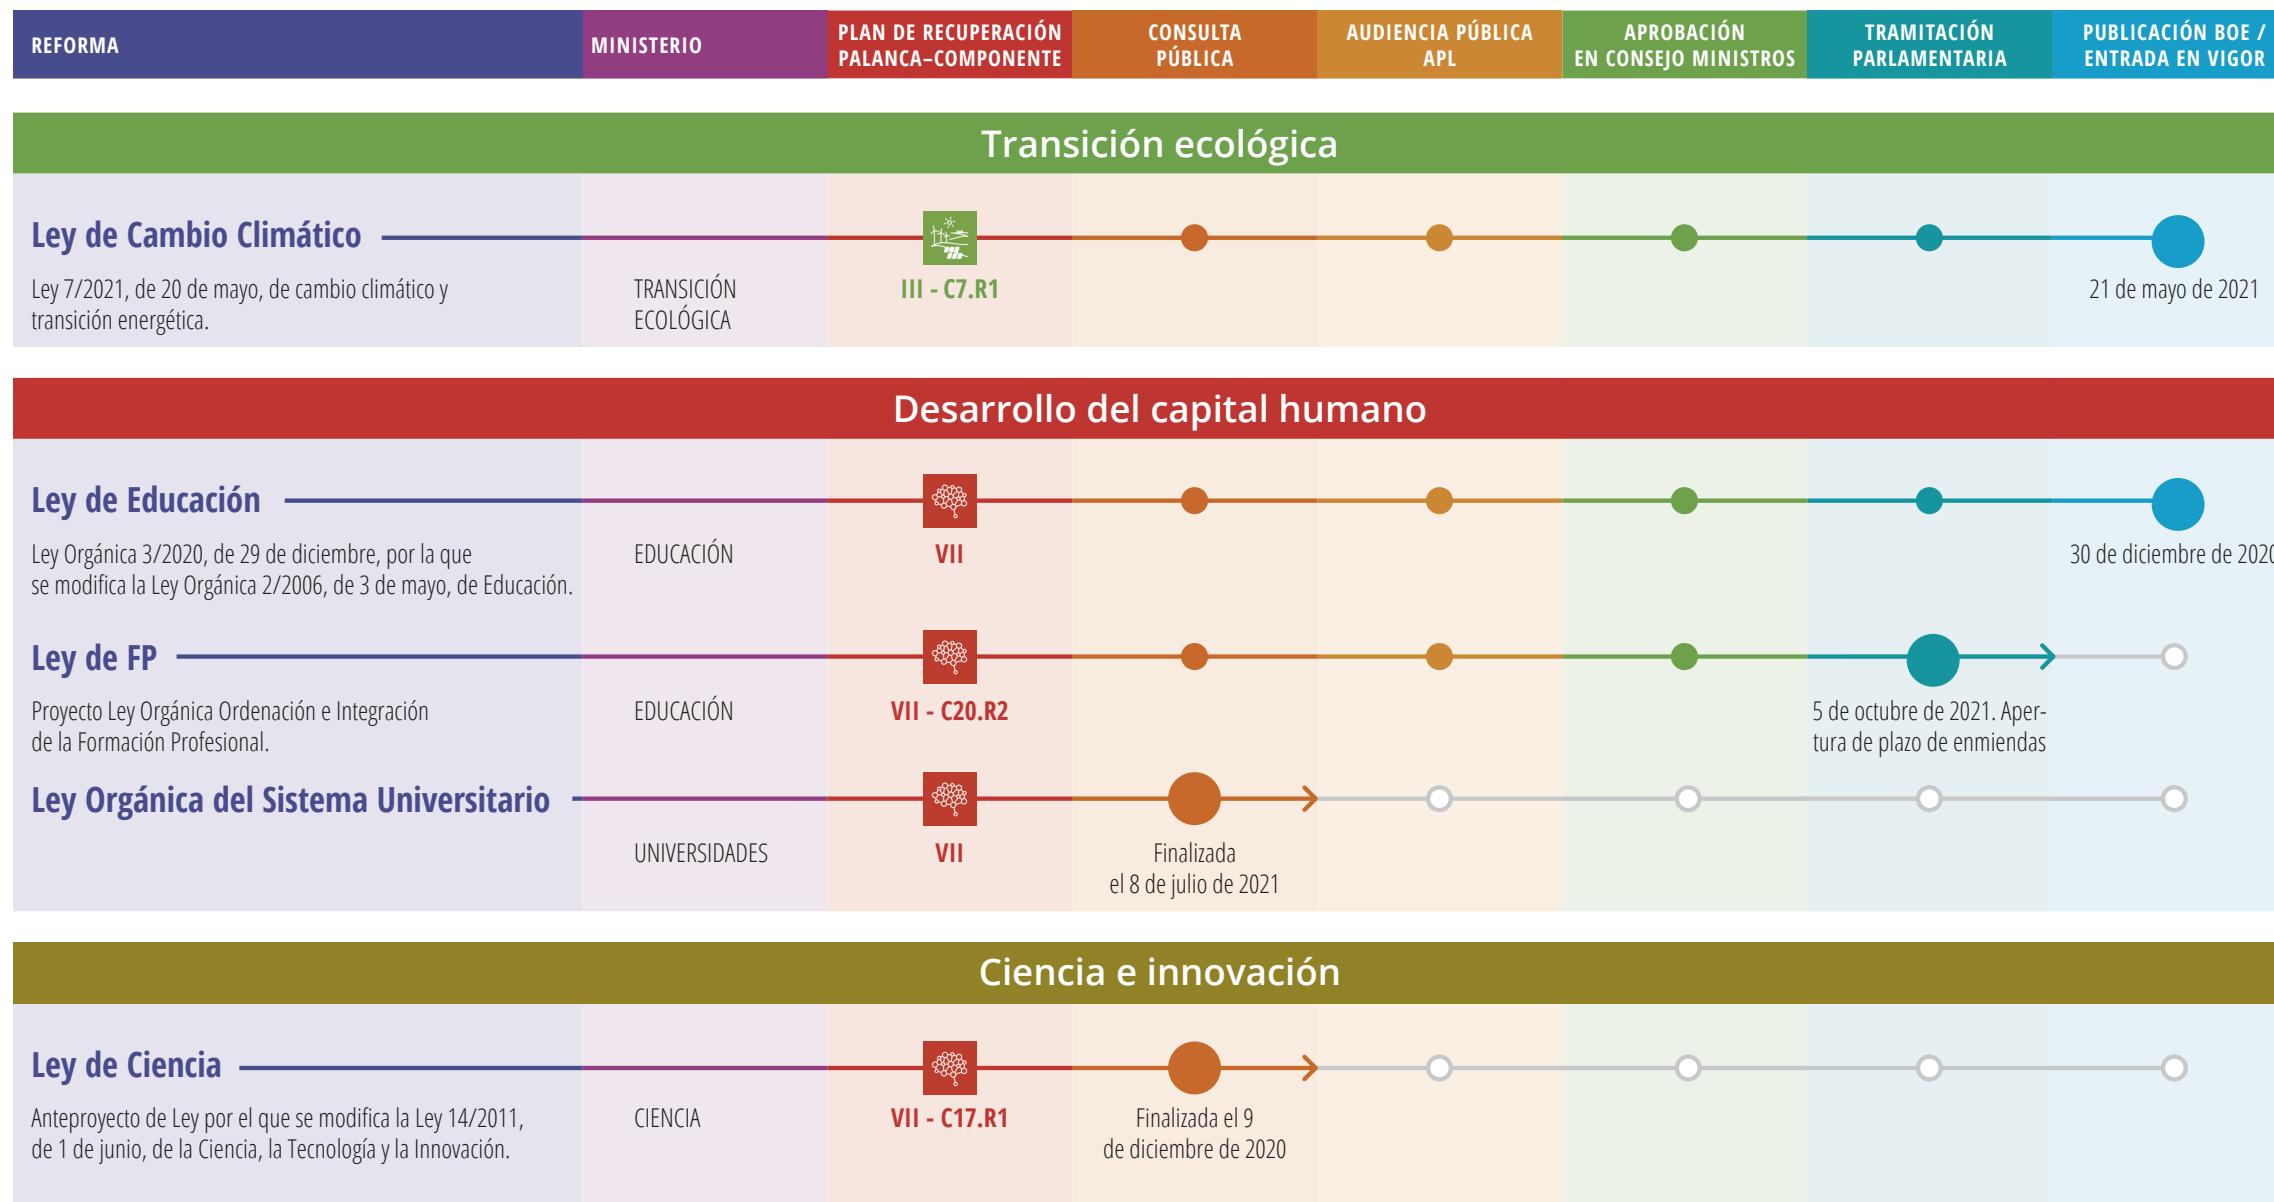 REFORMA
MINISTERIO
PLAN DE RECUPERACIÓN
PALANCA–COMPONENTE
CONSULTA
PÚBLICA
AUDIENCIA PÚBLICA
APL
APROBACIÓN
EN CONSEJO MINISTROS
TRAMITACIÓN
PARLAMENTARIA
PUBLICACIÓN BOE /
ENTRADA EN VIGOR
Transición ecológica
Ley de Cambio Climático
Ley 7/2021, de 20 de mayo, de cambio climático y
transición energética.
TRANSICIÓN
ECOLÓGICA
III - C7.R1
21 de mayo de 2021
Desarrollo del capital humano
Ley de Educación
Ley Orgánica 3/2020, de 29 de diciembre, por la que
se modifica la Ley Orgánica 2/2006, de 3 de mayo, de Educación.
EDUCACIÓN
VII
30 de diciembre de 2020
Ley de FP
Proyecto Ley Orgánica Ordenación e Integración
de la Formación Profesional.
EDUCACIÓN
VII - C20.R2
5 de octubre de 2021. Aper-
tura de plazo de enmiendas
Ley Orgánica del Sistema Universitario
UNIVERSIDADES
VII
Finalizada
el 8 de julio de 2021
Ciencia e innovación
Ley de Ciencia
Anteproyecto de Ley por el que se modifica la Ley 14/2011,
de 1 de junio, de la Ciencia, la Tecnología y la Innovación.
CIENCIA
VII - C17.R1
Finalizada el 9
de diciembre de 2020